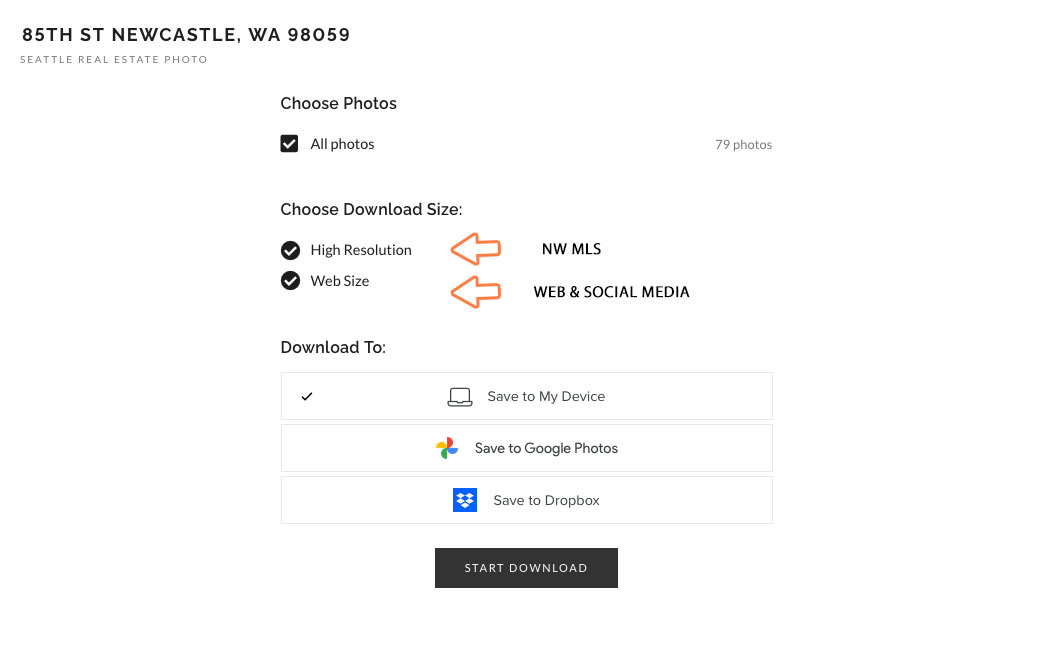 85TH ST NEWCASTLE, WA 98059
SEATTLE REAL ESTATE PHOTO
Choose Photos
All photos 79 photos
Choose Download Size:
High Resolution NW MLS
Web Size WEB & SOCIAL MEDIA
Download To:
Save to My Device
Save to Google Photos
Save to Dropbox
START DOWNLOAD